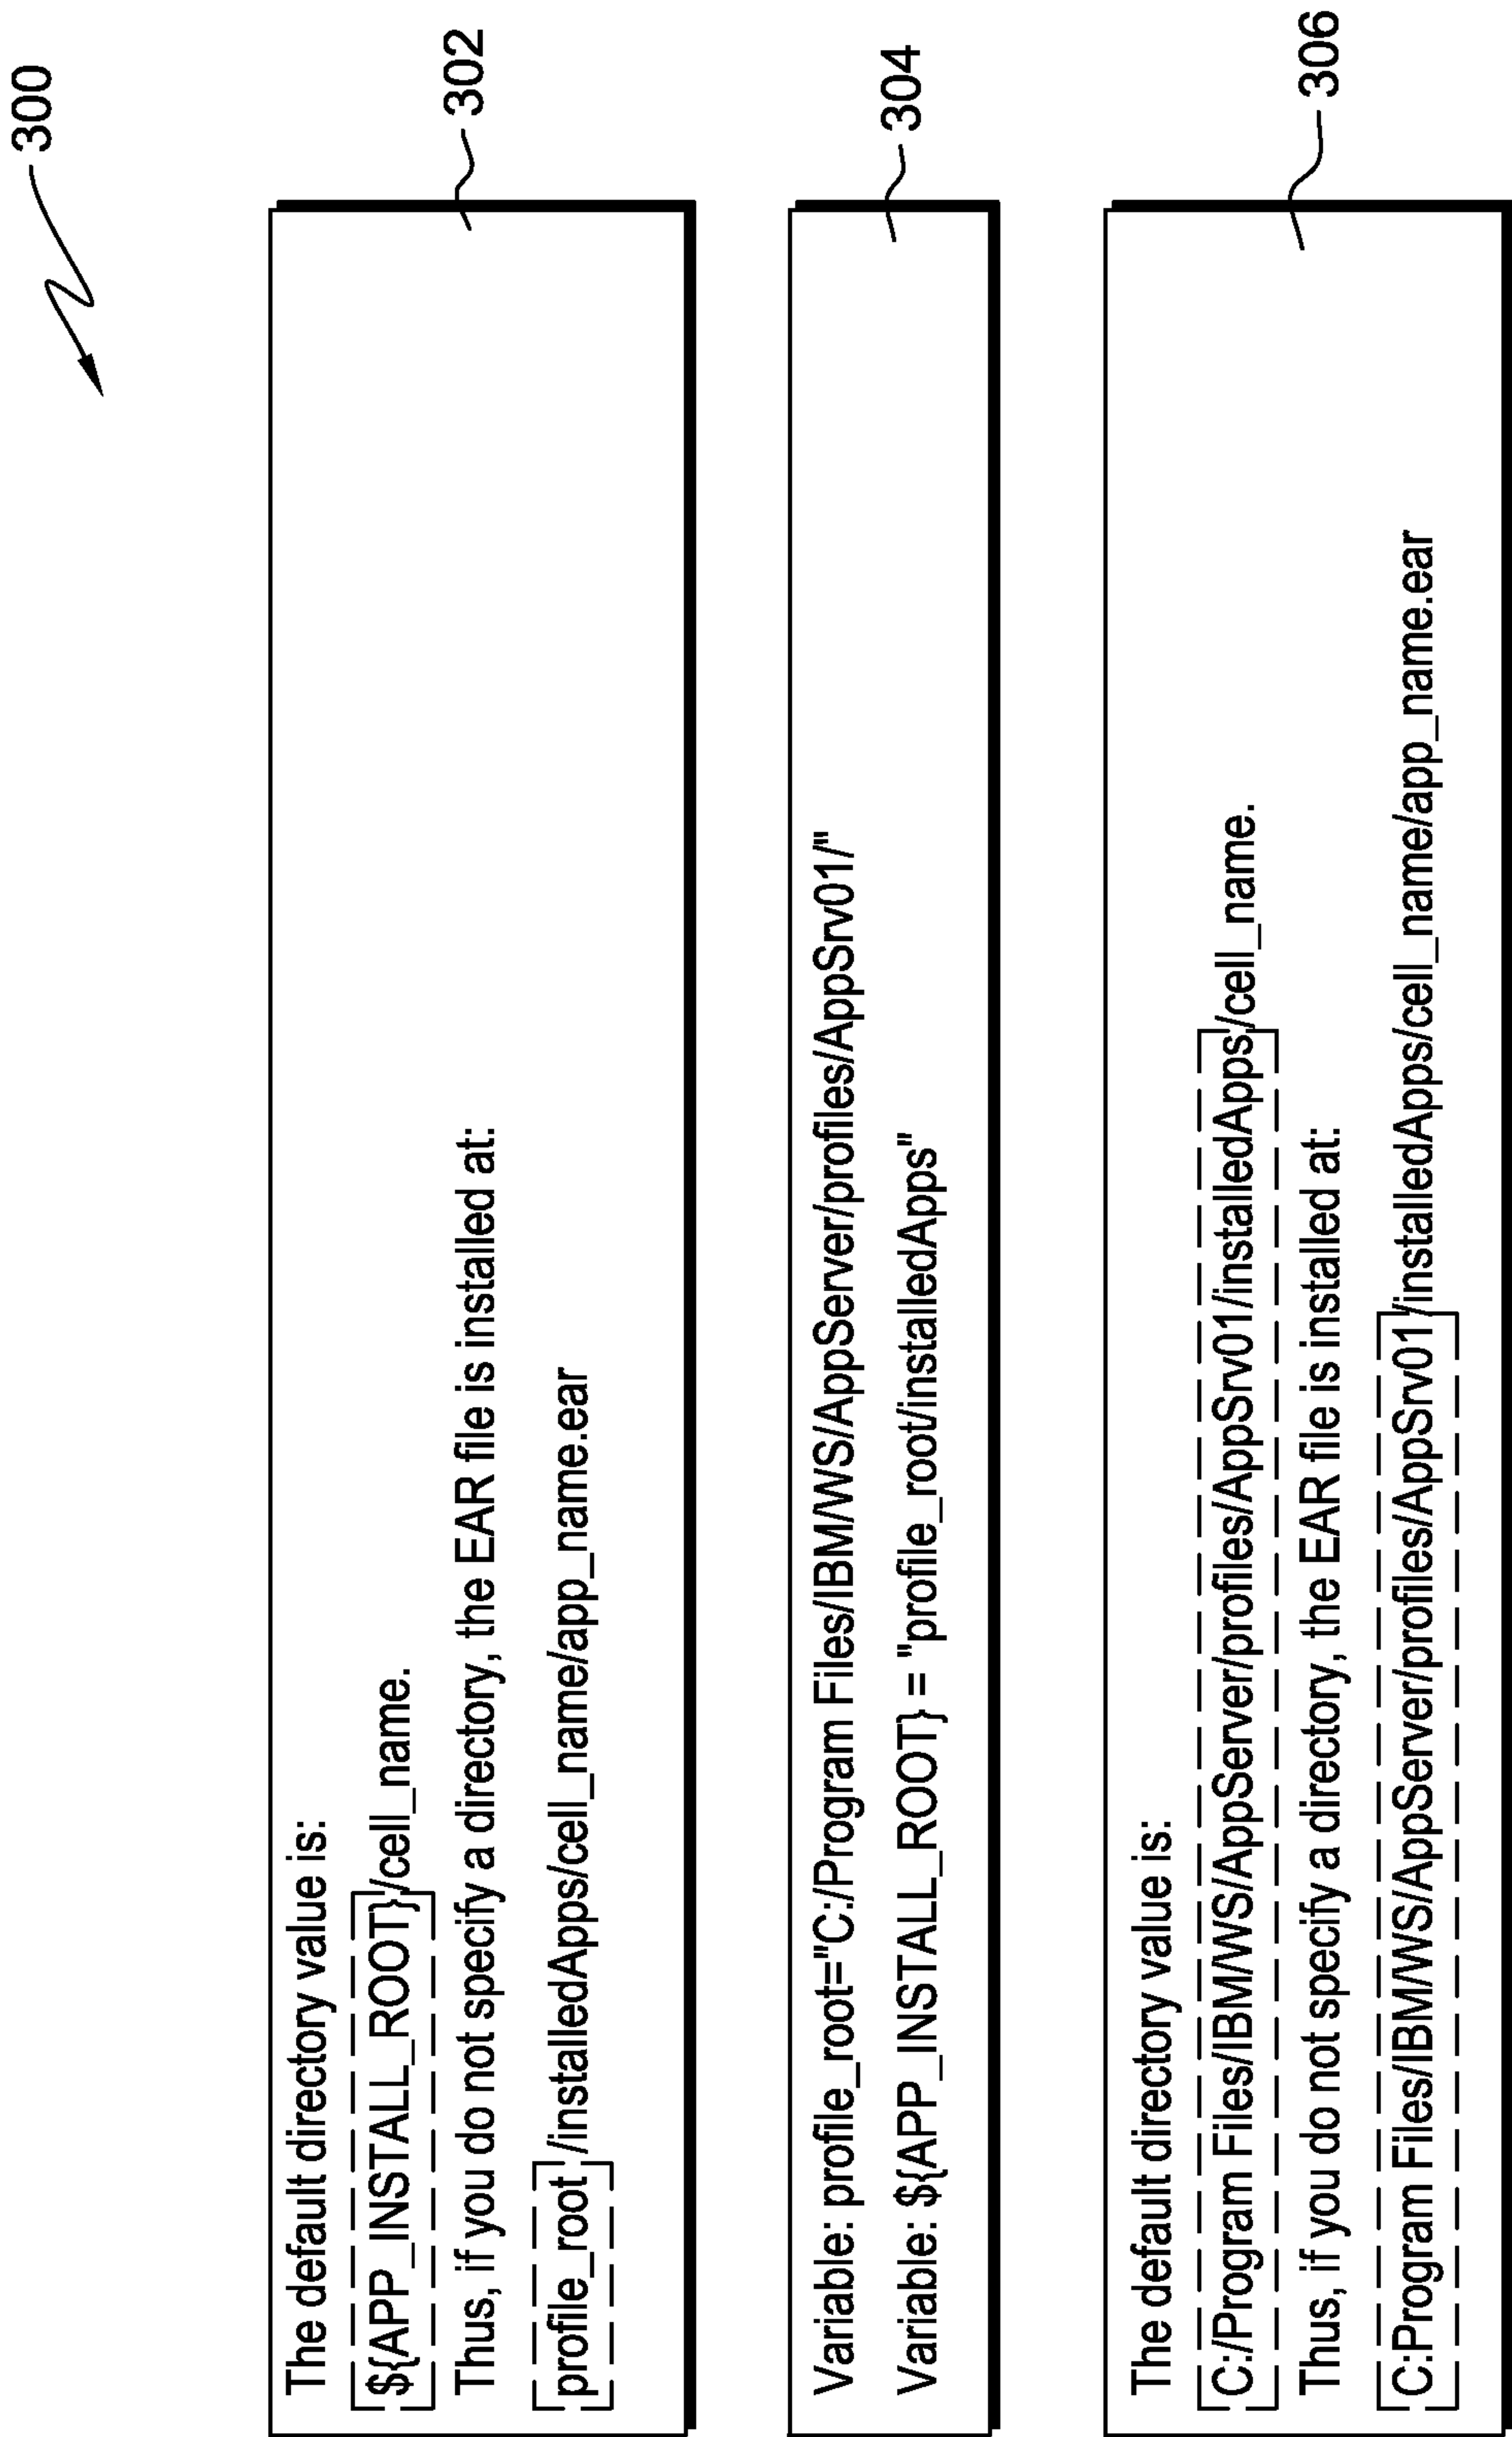 300
The default directory value is:
${APP_INSTALL_ROOT}/cell_name.
Thus, if you do not specify a directory, the EAR file is installed at:
profile_root/installedApps/cell_name/app_name.ear
302
Variable: profile_root="C:/Program Files/IBM/WS/AppServer/profiles/AppSrv01/"
Variable: ${APP_INSTALL_ROOT} = "profile_root/installedApps"
304
The default directory value is:
C:/Program Files/IBM/WS/AppServer/profiles/AppSrv01/installedApps/cell_name.
Thus, if you do not specify a directory, the EAR file is installed at:
C:Program Files/IBM/WS/AppServer/profiles/AppSrv01/installedApps/cell_name/app_name.ear
306